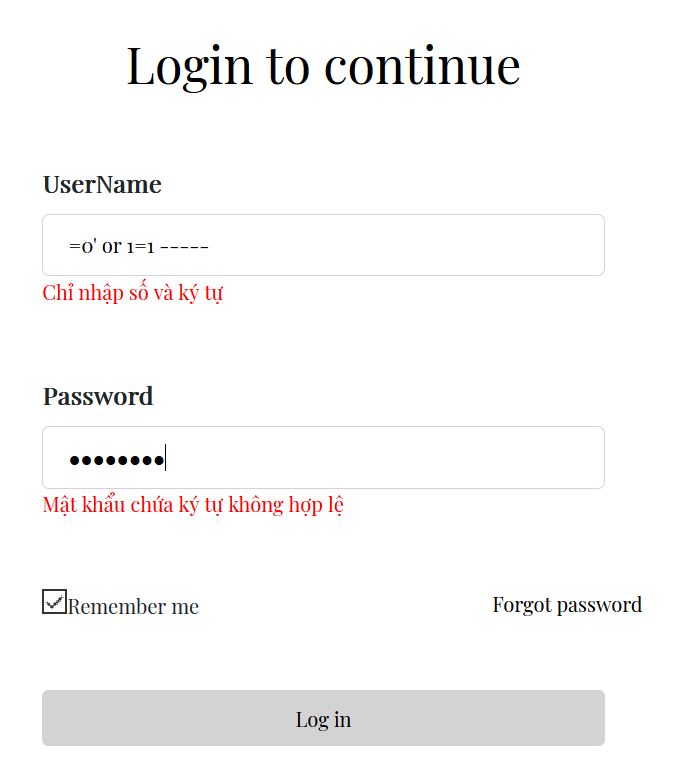 Login to continue
UserName
=0' or 1=1 -----
Chỉ nhập số và ký tự
Password
••••••••
Mật khẩu chứa ký tự không hợp lệ
Remember me
Forgot password
Log in